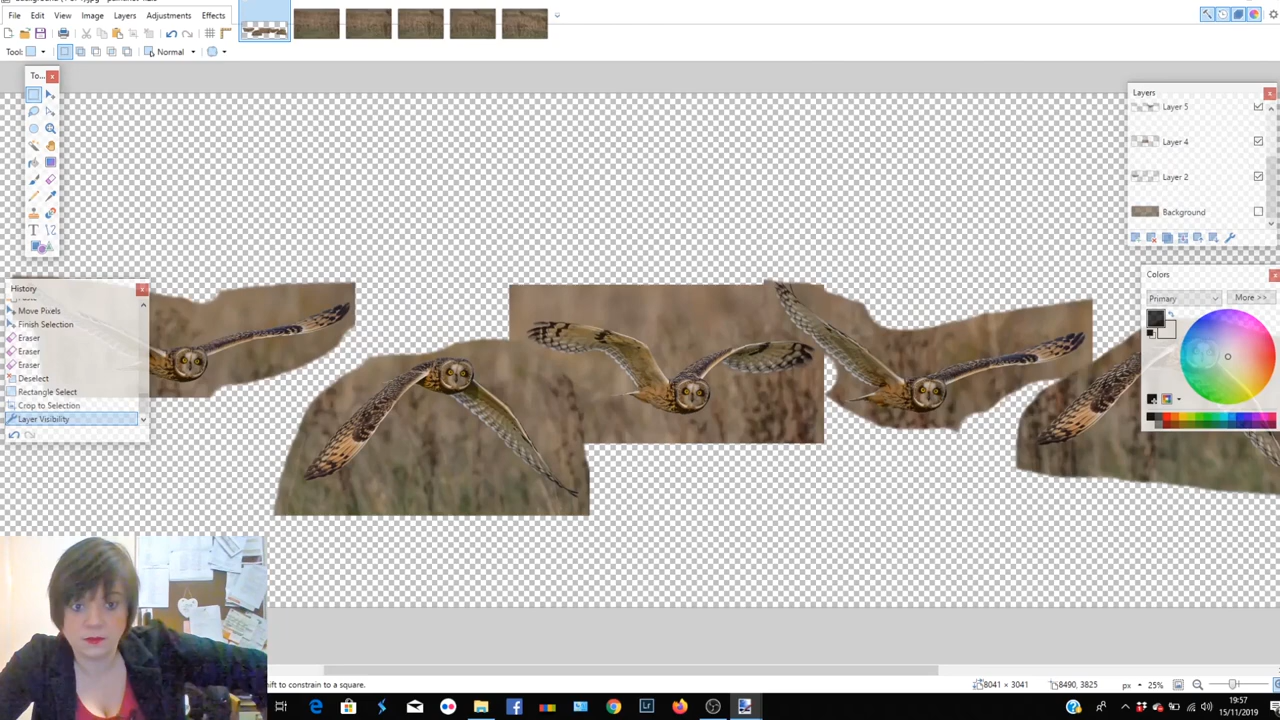 File Edit View Image Layers Adjustments Effects
Tool:
Normal
To...
Layers
Layer 5
Layer 4
Layer 2
Background
History
Move Pixels
Finish Selection
Eraser
Eraser
Eraser
Deselect
Rectangle Select
Crop to Selection
Layer Visibility
Colors
Primary
More >>
ift to constrain to a square.
8041 × 3041
8490, 3825
px
25%
19:57
15/11/2019